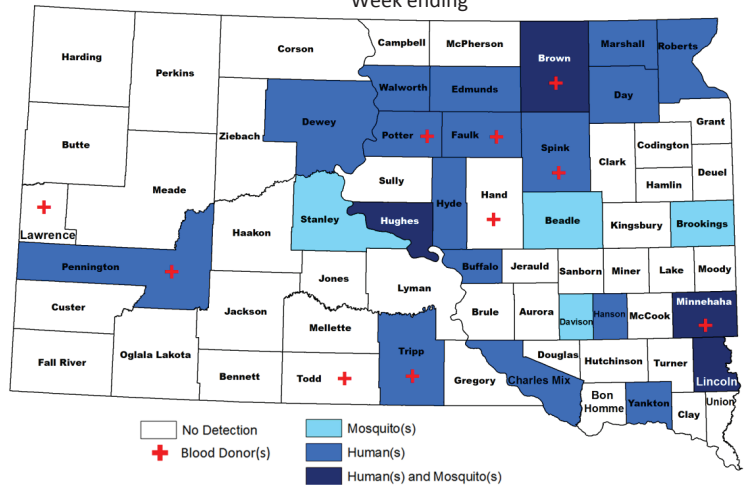 Week ending
Harding
Perkins
Corson
Campbell
McPherson
Brown
Marshall
Roberts
Walworth
Edmunds
Day
Dewey
Ziebach
Potter
Faulk
Spink
Grant
Codington
Clark
Butte
Meade
Sully
Hyde
Hand
Hamlin
Deuel
Stanley
Hughes
Beadle
Kingsbury
Brookings
Lawrence
Haakon
Pennington
Buffalo
Jerauld
Sanborn
Miner
Lake
Moody
Jones
Lyman
Custer
Jackson
Brule
Aurora
Davison
Hanson
McCook
Minnehaha
Mellette
Fall River
Oglala Lakota
Bennett
Todd
Tripp
Gregory
Charles Mix
Douglas
Hutchinson
Turner
Lincoln
Bon
Homme
Yankton
Clay
Union
No Detection
Blood Donor(s)
Mosquito(s)
Human(s)
Human(s) and Mosquito(s)